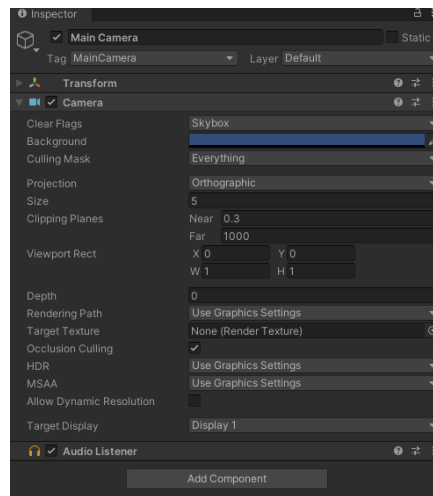 Inspector
Main Camera Static
Tag MainCamera Layer Default
Transform
Camera
Clear Flags Skybox
Background
Culling Mask Everything
Projection Orthographic
Size 5
Clipping Planes Near 0.3
Far 1000
Viewport Rect X 0 Y 0
W 1 H 1
Depth 0
Rendering Path Use Graphics Settings
Target Texture None (Render Texture)
Occlusion Culling
HDR Use Graphics Settings
MSAA Use Graphics Settings
Allow Dynamic Resolution
Target Display Display 1
Audio Listener
Add Component